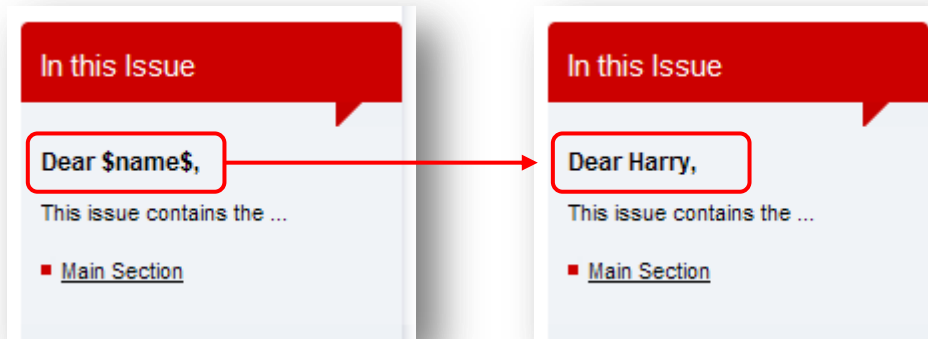 In this Issue
Dear $name$,
This issue contains the ...
Main Section
In this Issue
Dear Harry,
This issue contains the ...
Main Section